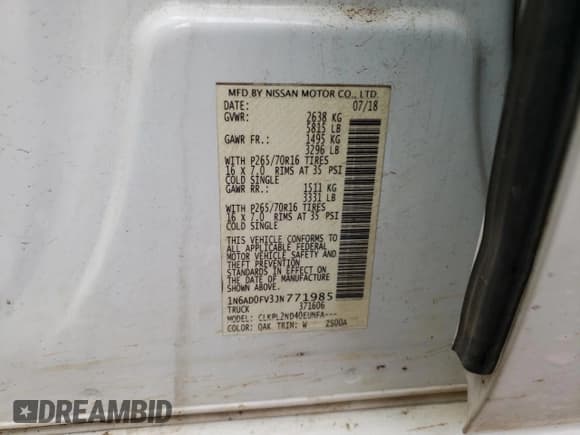 MFD BY NISSAN MOTOR CO., LTD.
DATE: 07/18
GVWR: 2638 KG
5815 LB
GAWR FR.: 1495 KG
3296 LB
WITH P265/70R16 TIRES
16 x 7.0 RIMS AT 35 PSI
COLD SINGLE
GAWR RR.: 1511 KG
3331 LB
WITH P265/70R16 TIRES
16 x 7.0 RIMS AT 35 PSI
COLD SINGLE
THIS VEHICLE CONFORMS TO
ALL APPLICABLE FEDERAL
MOTOR VEHICLE SAFETY AND
THEFT PREVENTION STANDARDS
IN EFFECT ON THE DATE OF
MANUFACTURE SHOWN ABOVE.
1N6AD0FV3JN771985
TRUCK 371606
MODEL: CLKPL2ND40EUNFA---
COLOR: QAK TRIM: W 2S00A
DREAMBID